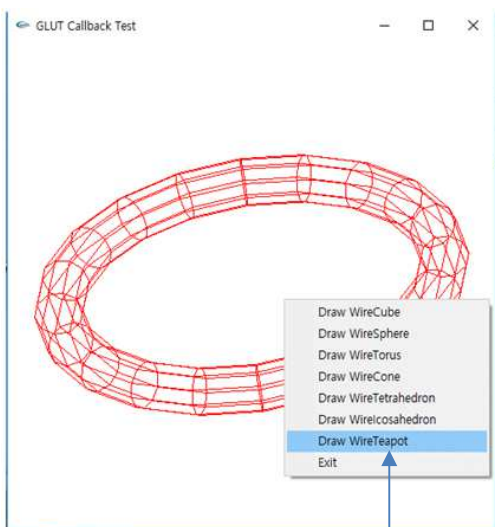 GLUT Callback Test
Draw WireCube
Draw WireSphere
Draw WireTorus
Draw WireCone
Draw WireTetrahedron
Draw WireIcosahedron
Draw WireTeapot
Exit